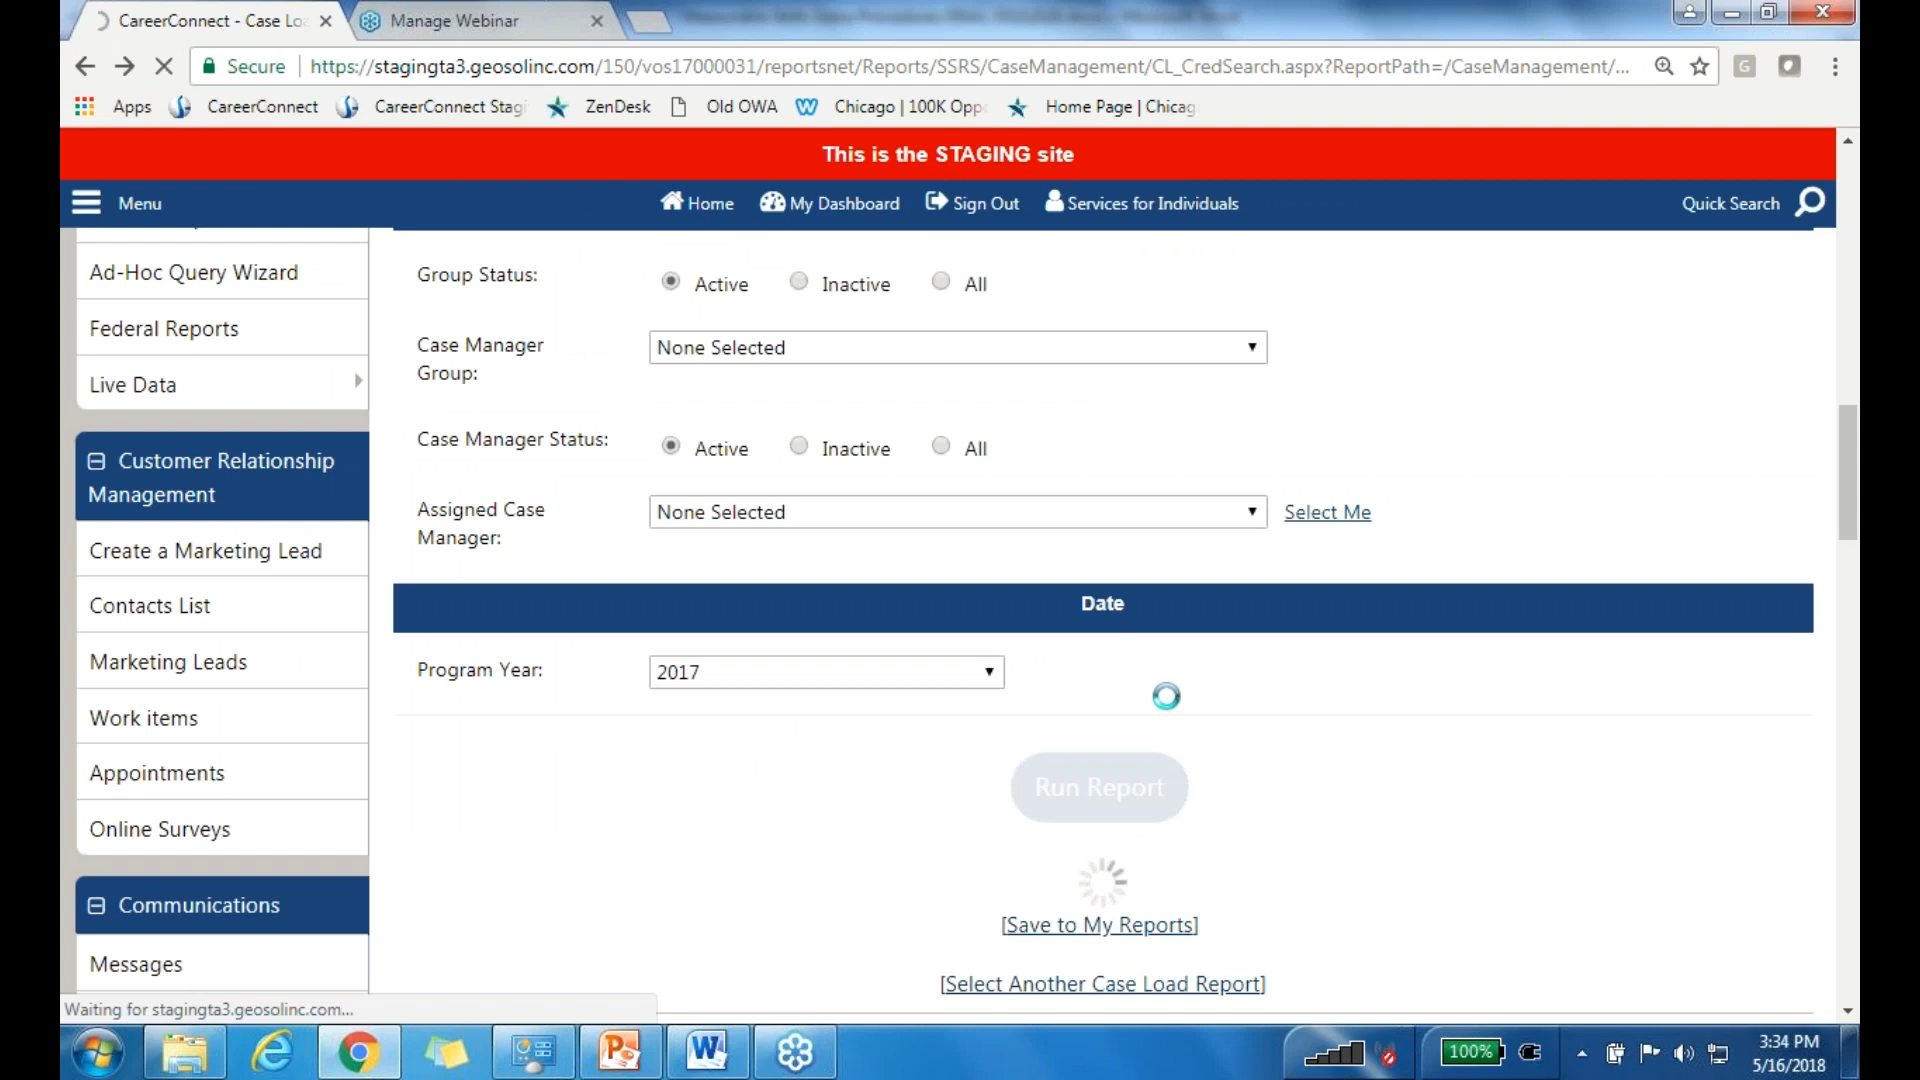 CareerConnect - Case Lo
Manage Webinar
Secure
https://stagingta3.geosolinc.com/150/vos17000031/reportsnet/Reports/SSRS/CaseManagement/CL_CredSearch.aspx?ReportPath=/CaseManagement/...
Apps
CareerConnect
CareerConnect Stagi
ZenDesk
Old OWA
Chicago | 100K Oppo
Home Page | Chicag
This is the STAGING site
Menu
Home
My Dashboard
Sign Out
Services for Individuals
Quick Search
Ad-Hoc Query Wizard
Federal Reports
Live Data
Customer Relationship
Management
Create a Marketing Lead
Contacts List
Marketing Leads
Work items
Appointments
Online Surveys
Communications
Messages
Group Status:
Active
Inactive
All
Case Manager
Group:
None Selected
Case Manager Status:
Active
Inactive
All
Assigned Case
Manager:
None Selected
Select Me
Date
Program Year:
2017
Run Report
[Save to My Reports]
[Select Another Case Load Report]
Waiting for stagingta3.geosolinc.com...
100%
3:34 PM
5/16/2018